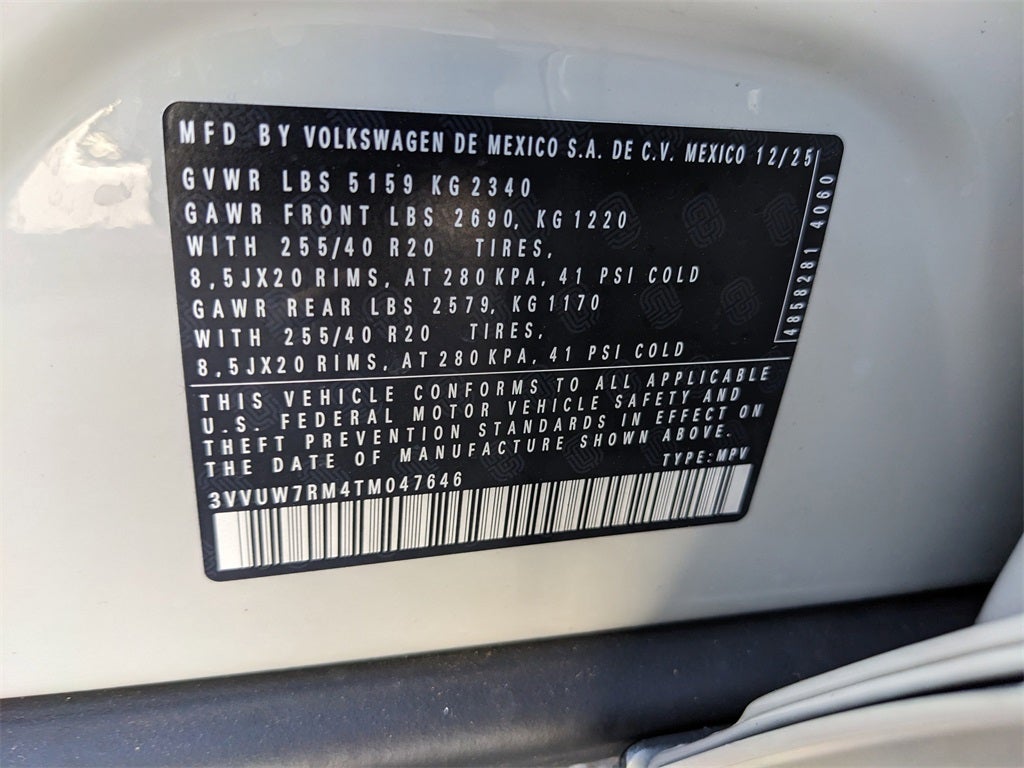 MFD BY VOLKSWAGEN DE MEXICO S.A. DE C.V. MEXICO 12/25
GVWR LBS 5159 KG 2340
GAWR FRONT LBS 2690, KG 1220
WITH 255/40 R20 TIRES,
8,5JX20 RIMS, AT 280 KPA, 41 PSI COLD
GAWR REAR LBS 2579, KG 1170
WITH 255/40 R20 TIRES,
8,5JX20 RIMS, AT 280 KPA, 41 PSI COLD
4858281 4060
THIS VEHICLE CONFORMS TO ALL APPLICABLE
U.S. FEDERAL MOTOR VEHICLE SAFETY AND
THEFT PREVENTION STANDARDS IN EFFECT ON
THE DATE OF MANUFACTURE SHOWN ABOVE.
TYPE: MPV
3VVUW7RM4TM047646